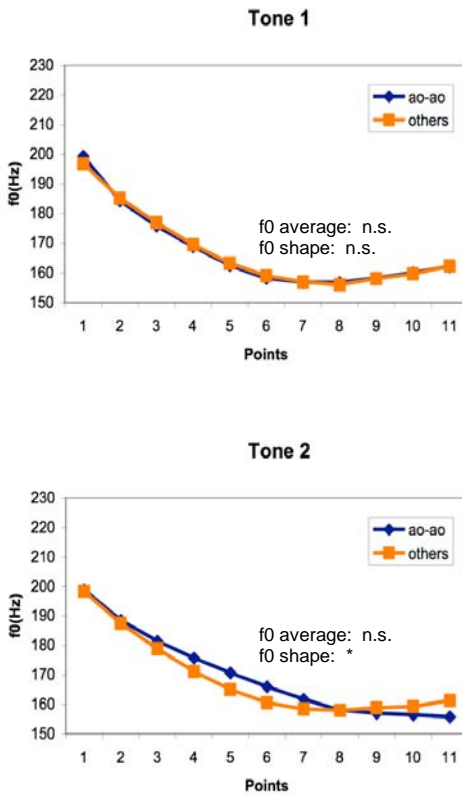 Tone 1
230
220
210
200
190
180
170
160
150
f0(Hz)
ao-ao
others
f0 average: n.s.
f0 shape: n.s.
1 2 3 4 5 6 7 8 9 10 11
Points
Tone 2
230
220
210
200
190
180
170
160
150
f0(Hz)
ao-ao
others
f0 average: n.s.
f0 shape: *
1 2 3 4 5 6 7 8 9 10 11
Points